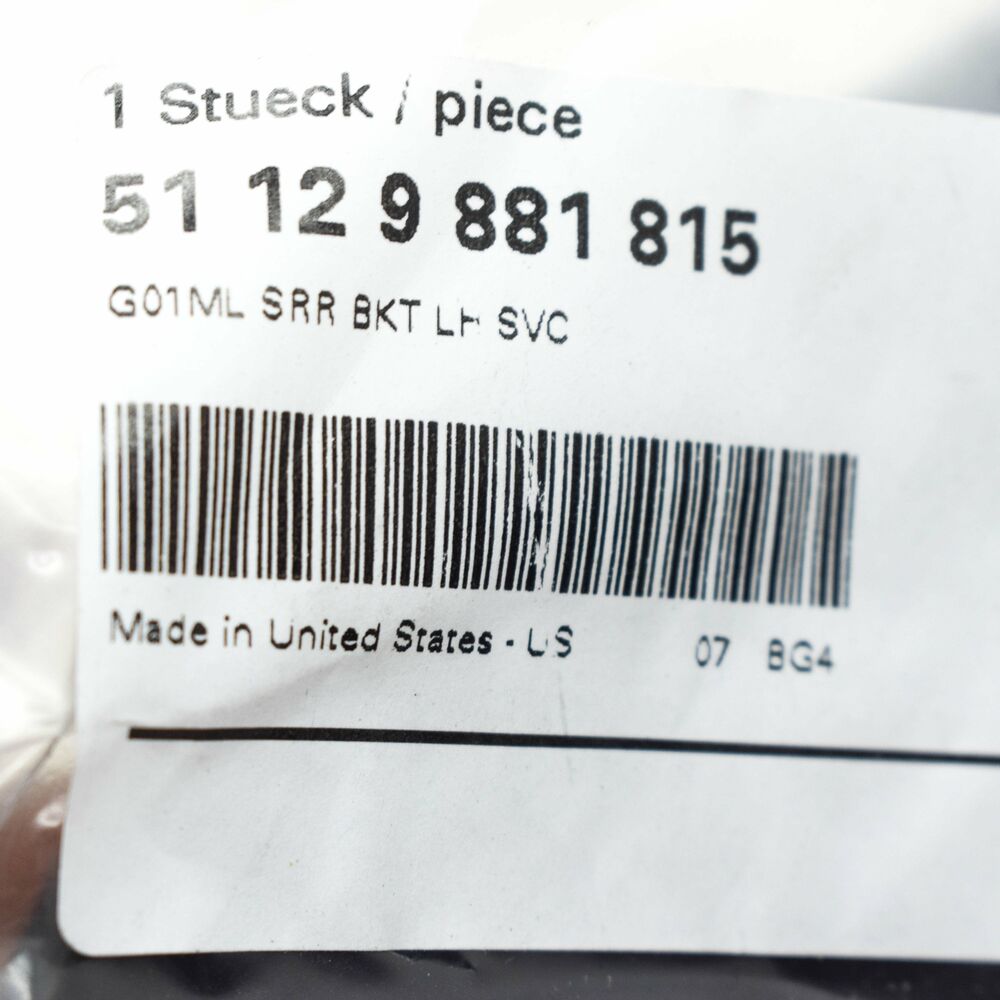 1 Stueck / piece
51 12 9 881 815
G01ML SRR BKT LH SVC
Made in United States - US 07 BG4